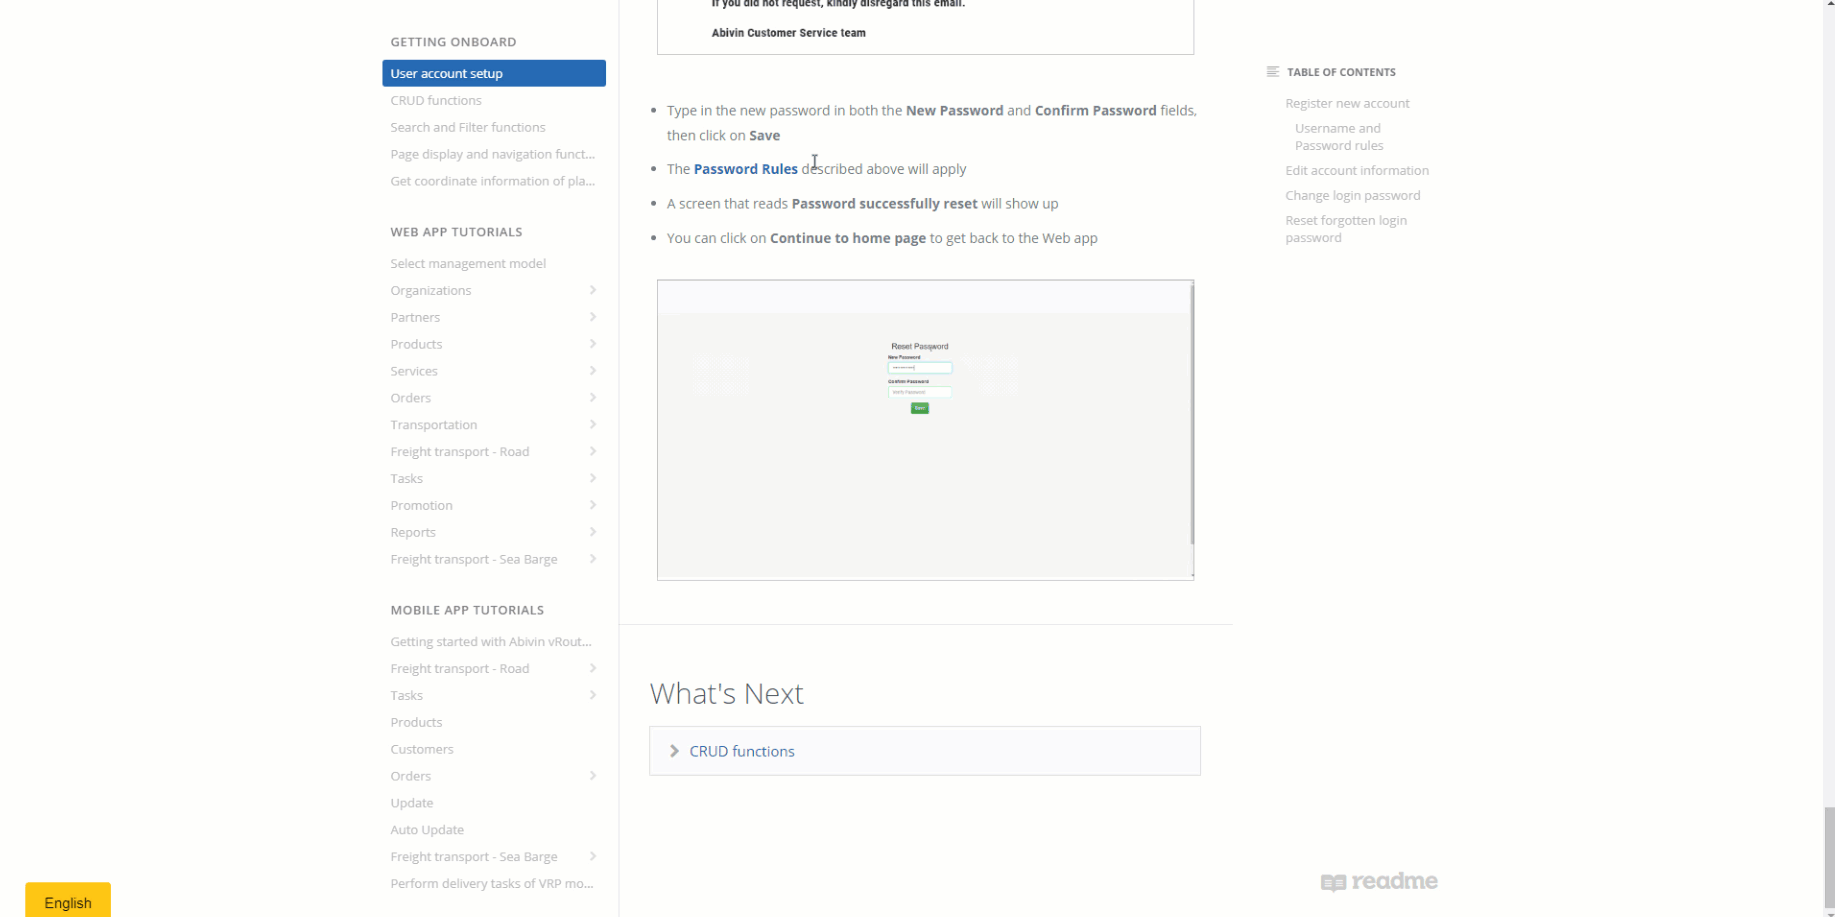 If you did not request, kindly disregard this email.
Abivin Customer Service team
GETTING ONBOARD
User account setup
CRUD functions
Search and Filter functions
Page display and navigation funct...
Get coordinate information of pla...
WEB APP TUTORIALS
Select management model
Organizations
Partners
Products
Services
Orders
Transportation
Freight transport - Road
Tasks
Promotion
Reports
Freight transport - Sea Barge
MOBILE APP TUTORIALS
Getting started with Abivin vRout...
Freight transport - Road
Tasks
Products
Customers
Orders
Update
Auto Update
Freight transport - Sea Barge
Perform delivery tasks of VRP mo...
English
Type in the new password in both the New Password and Confirm Password fields,
then click on Save
The Password Rules described above will apply
A screen that reads Password successfully reset will show up
You can click on Continue to home page to get back to the Web app
Reset Password
New Password
Confirm Password
Verify Password
Save
What's Next
CRUD functions
TABLE OF CONTENTS
Register new account
Username and
Password rules
Edit account information
Change login password
Reset forgotten login
password
readme